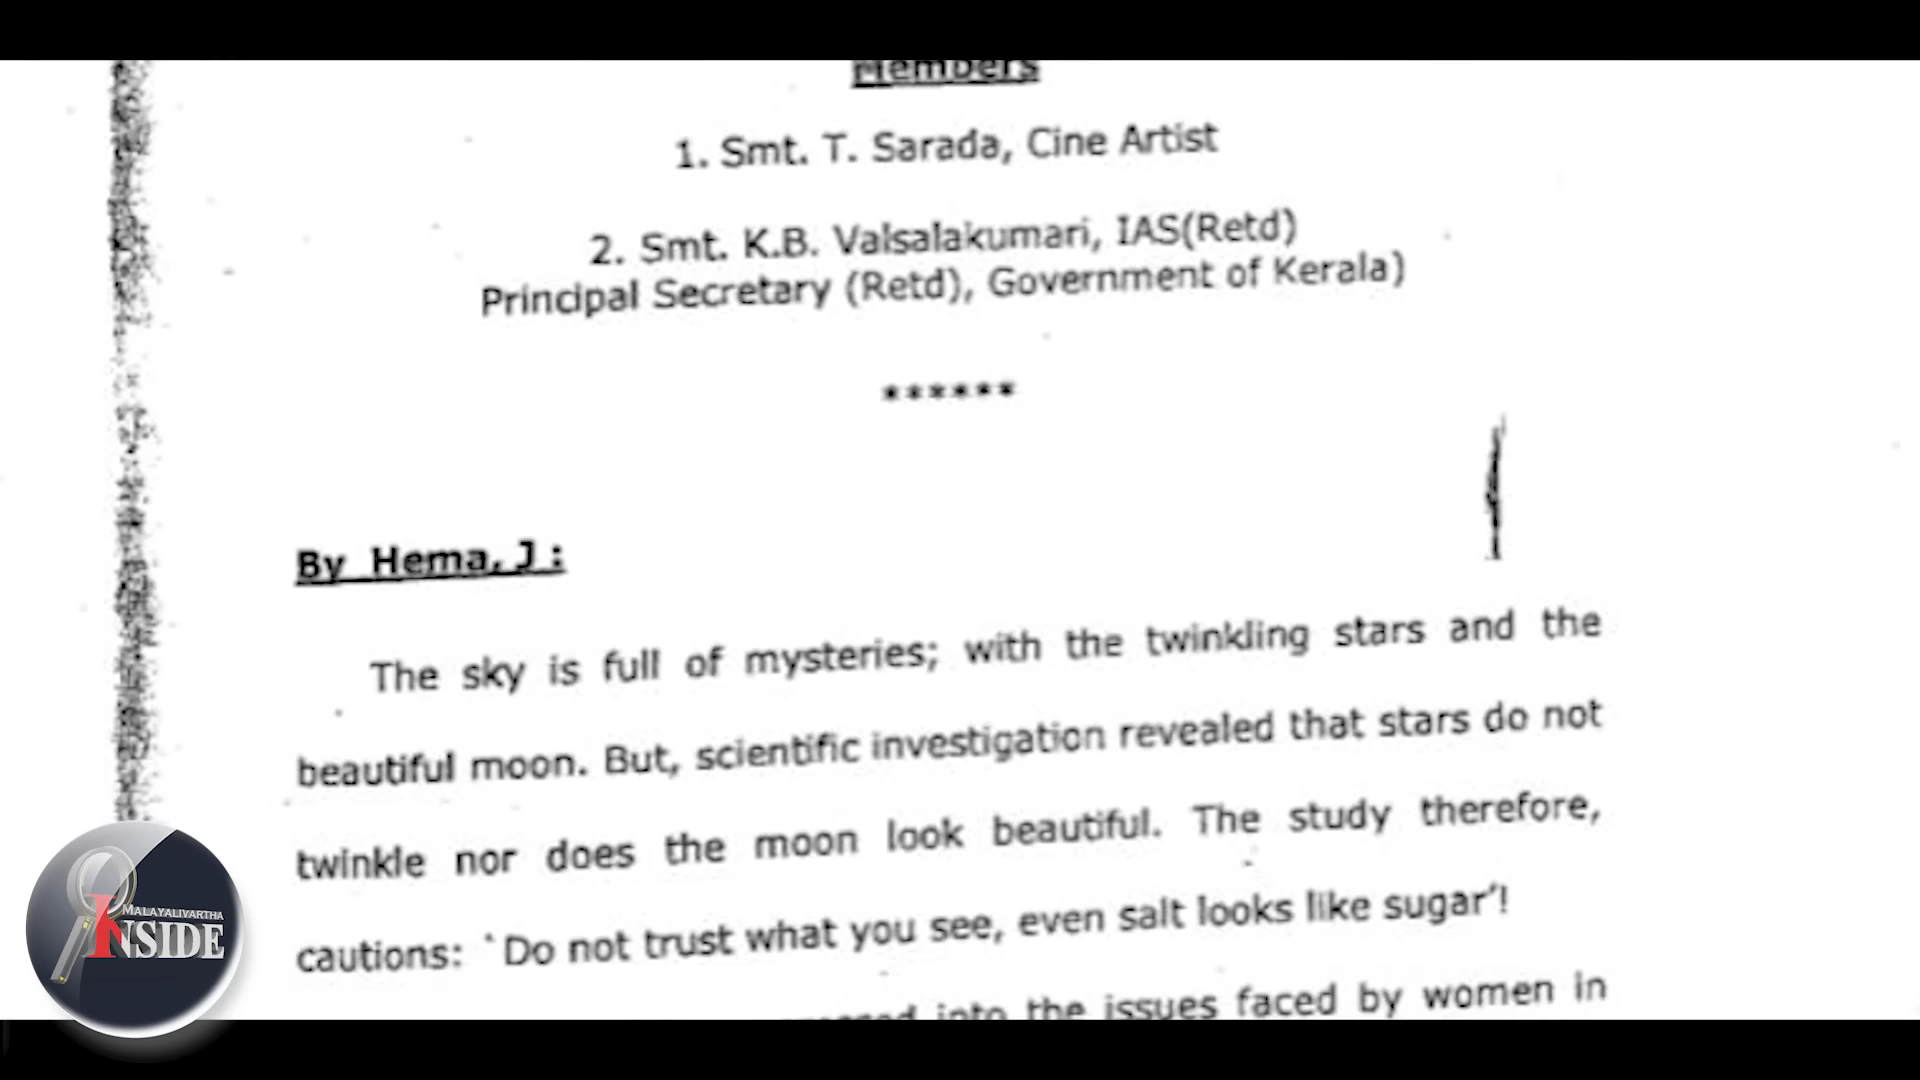 Members
1. Smt. T. Sarada, Cine Artist
2. Smt. K.B. Valsalakumari, IAS(Retd)
Principal Secretary (Retd), Government of Kerala)
******
By Hema, J :
The sky is full of mysteries; with the twinkling stars and the
beautiful moon. But, scientific investigation revealed that stars do not
twinkle nor does the moon look beautiful. The study therefore,
cautions: `Do not trust what you see, even salt looks like sugar'!
into the issues faced by women in
MALAYALIVARTHA
INSIDE